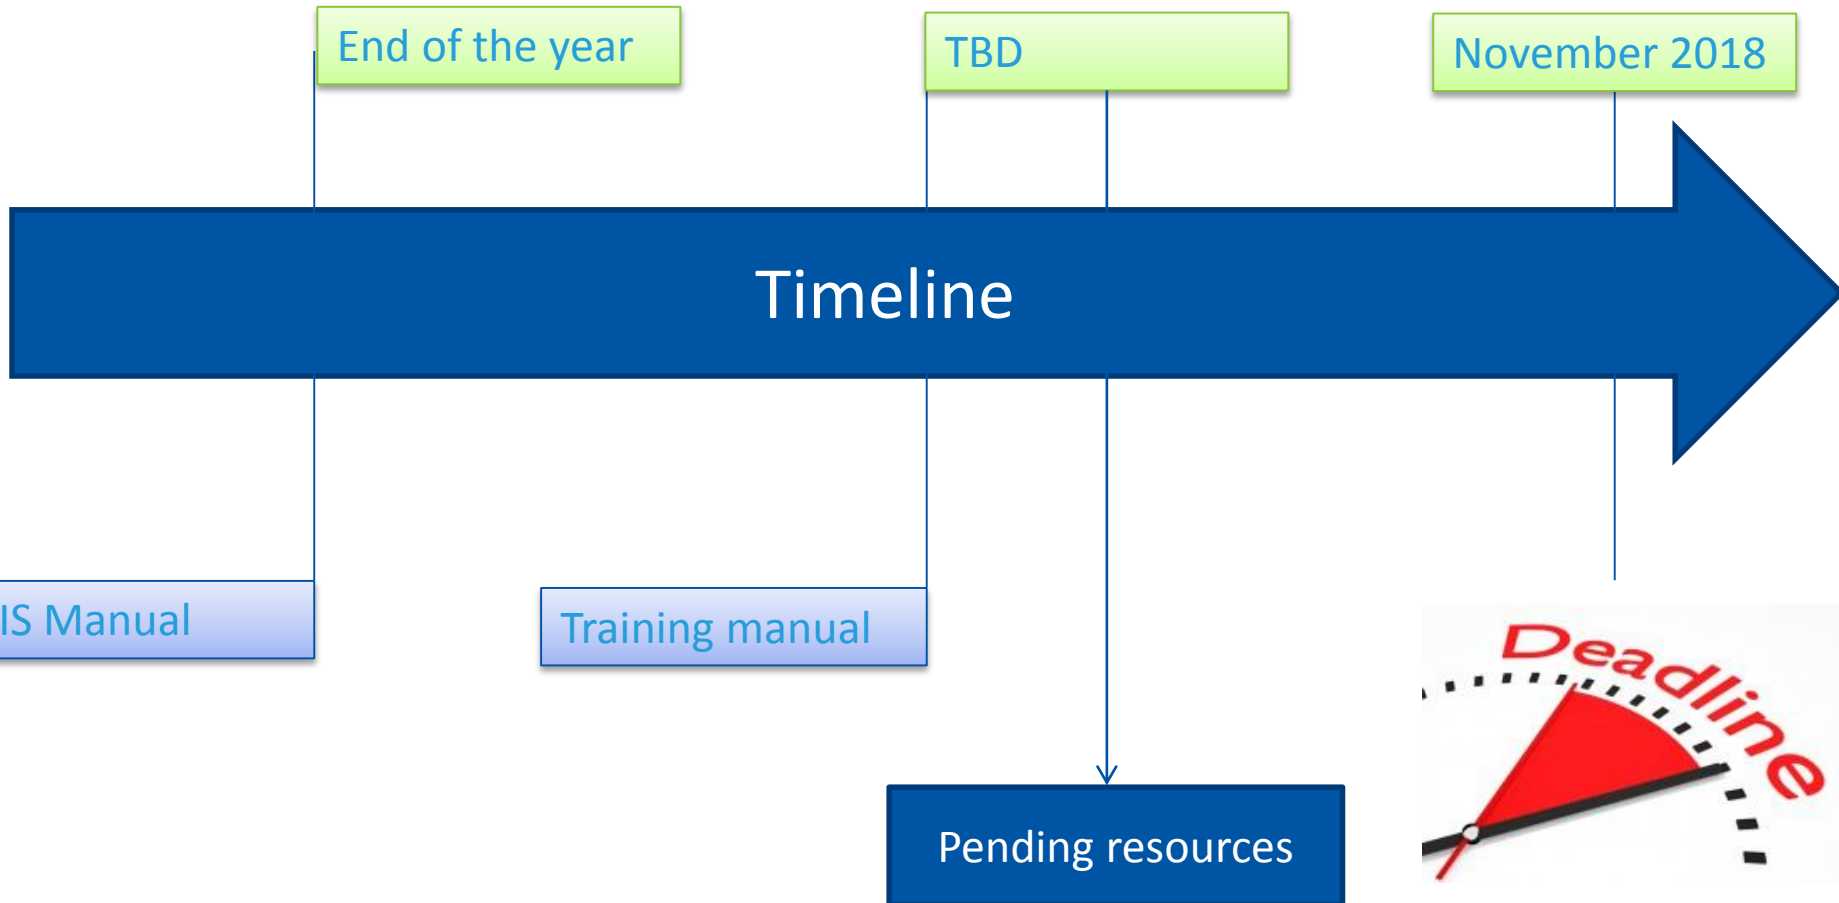 End of the year
TBD
November 2018
Timeline
IS Manual
Training manual
Deadline
Pending resources